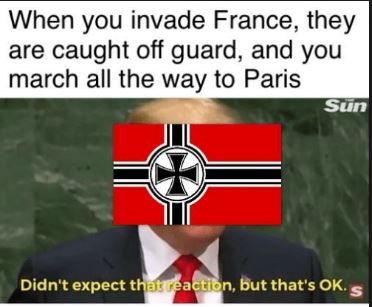 When you invade France, they
are caught off guard, and you
march all the way to Paris
Sun
Didn't expect that reaction, but that's OK.
S